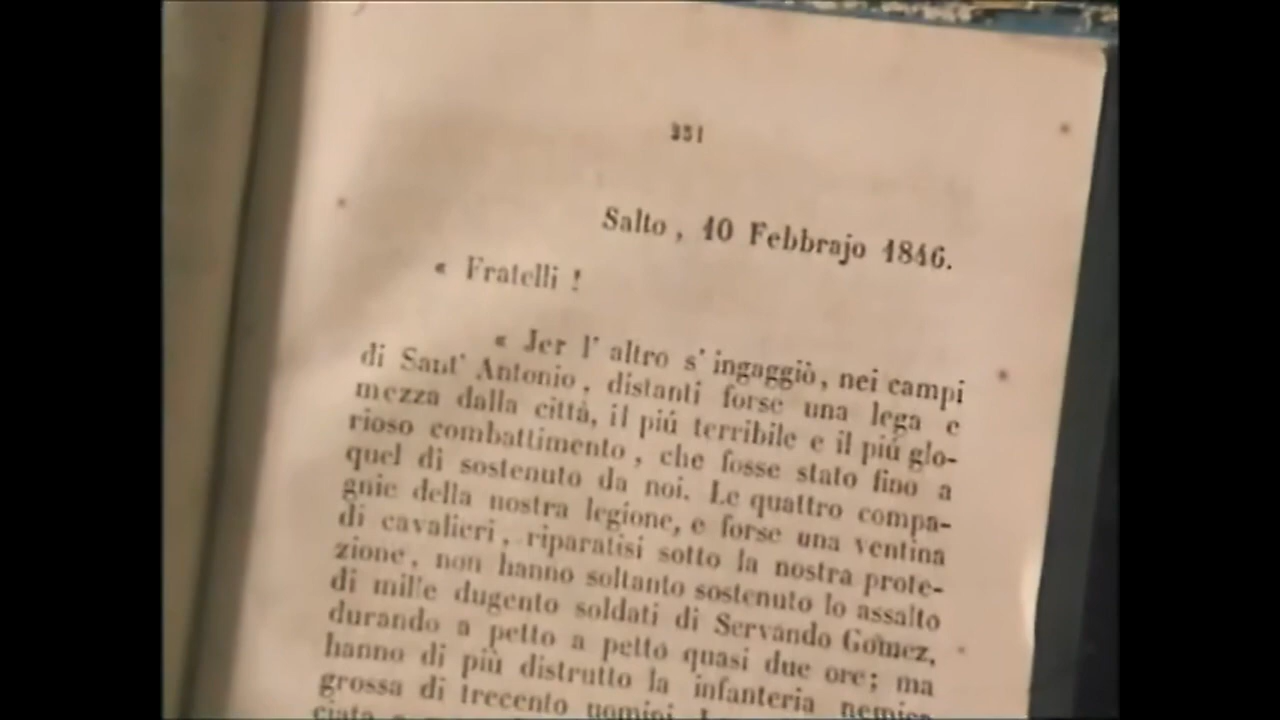 351
Salto, 10 Febbrajo 1846.
« Fratelli !
« Jer l' altro s' ingaggiò, nei campi
di Sant' Antonio, distanti forse una lega e
mezza dalla città, il piú terribile e il piú glo-
rioso combattimento, che fosse stato fino a
quel dì sostenuto da noi. Le quattro compa-
gnie della nostra legione, e forse una ventina
di cavalieri, riparatisi sotto la nostra prote-
zione, non hanno soltanto sostenuto lo assalto
di mille dugento soldati di Servando Gomez,
durando a petto a petto quasi due ore; ma
hanno di più distrutto la infanteria nemica
grossa di trecento uomini.